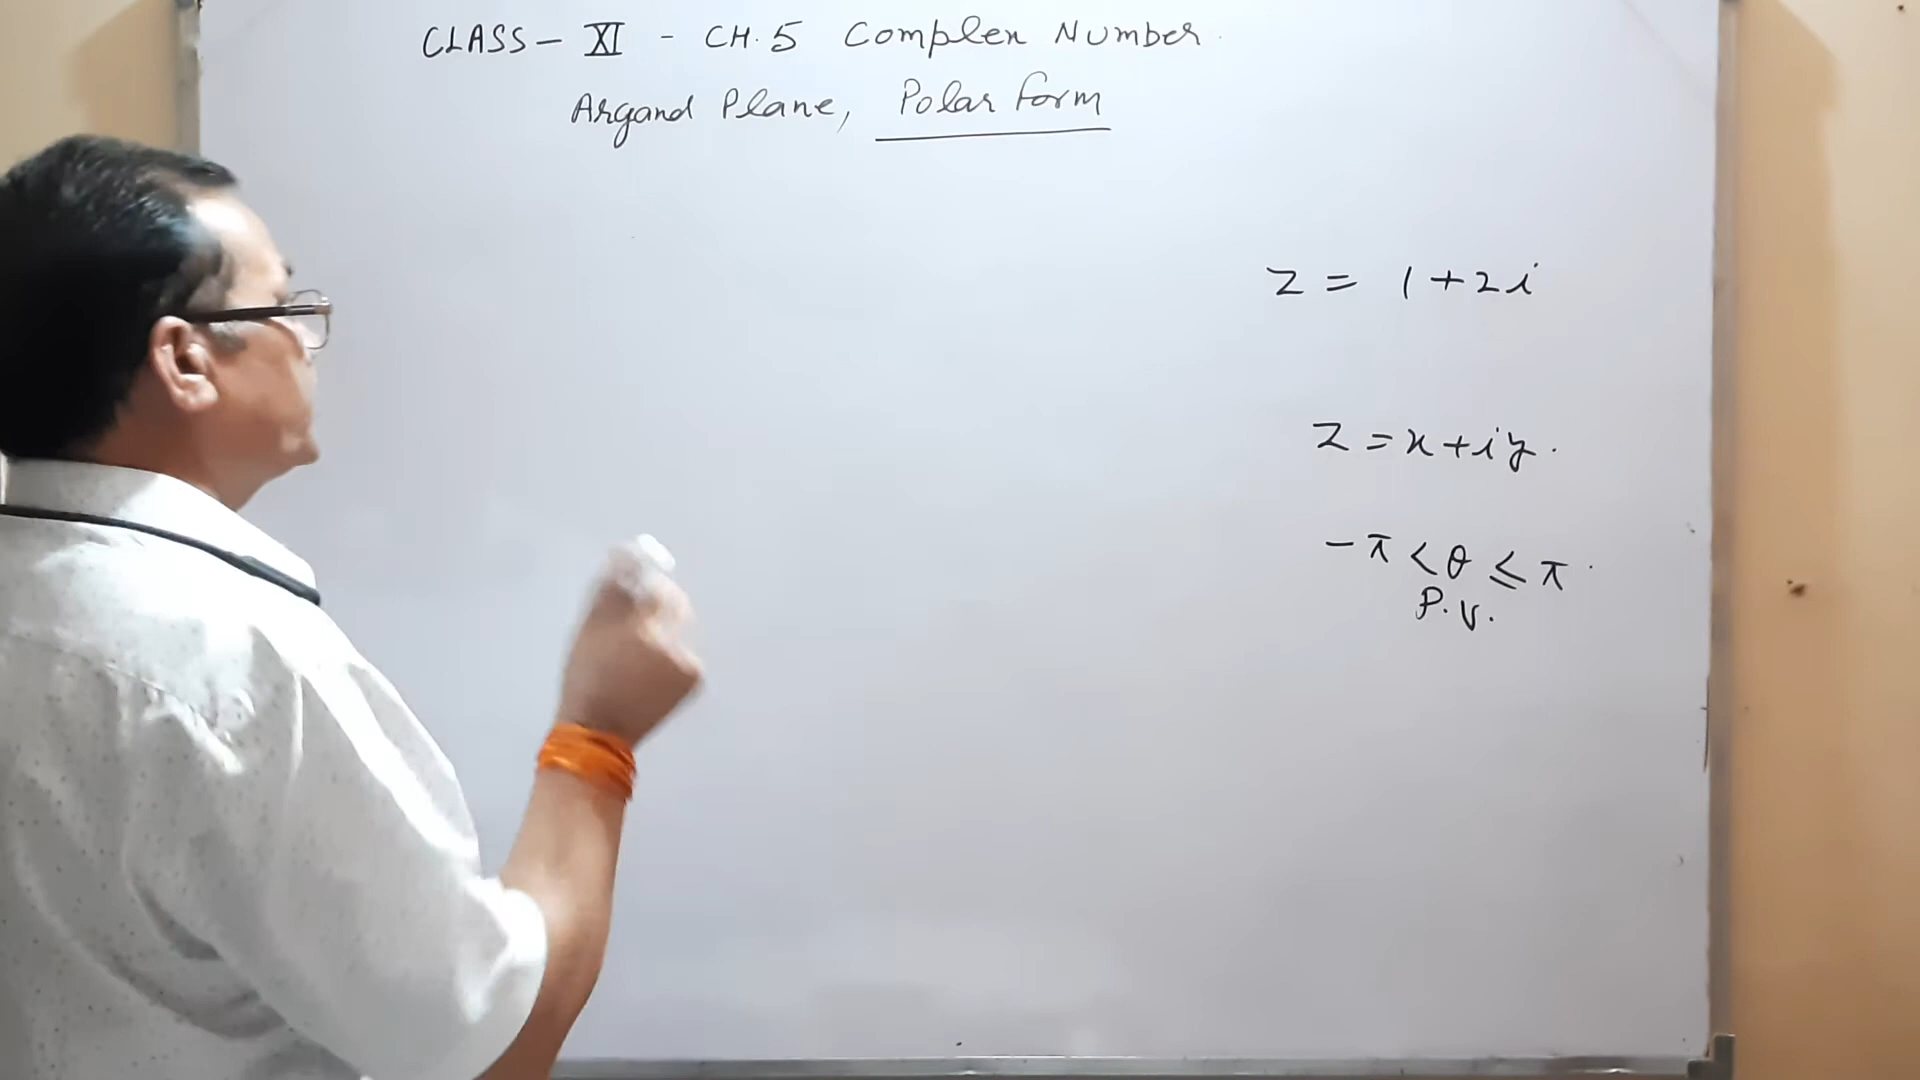 CLASS - XI - CH. 5 Complex Number
Argand Plane, Polar Form
z = 1 + 2i
z = x + iy.
-π < θ ≤ π
P.V.